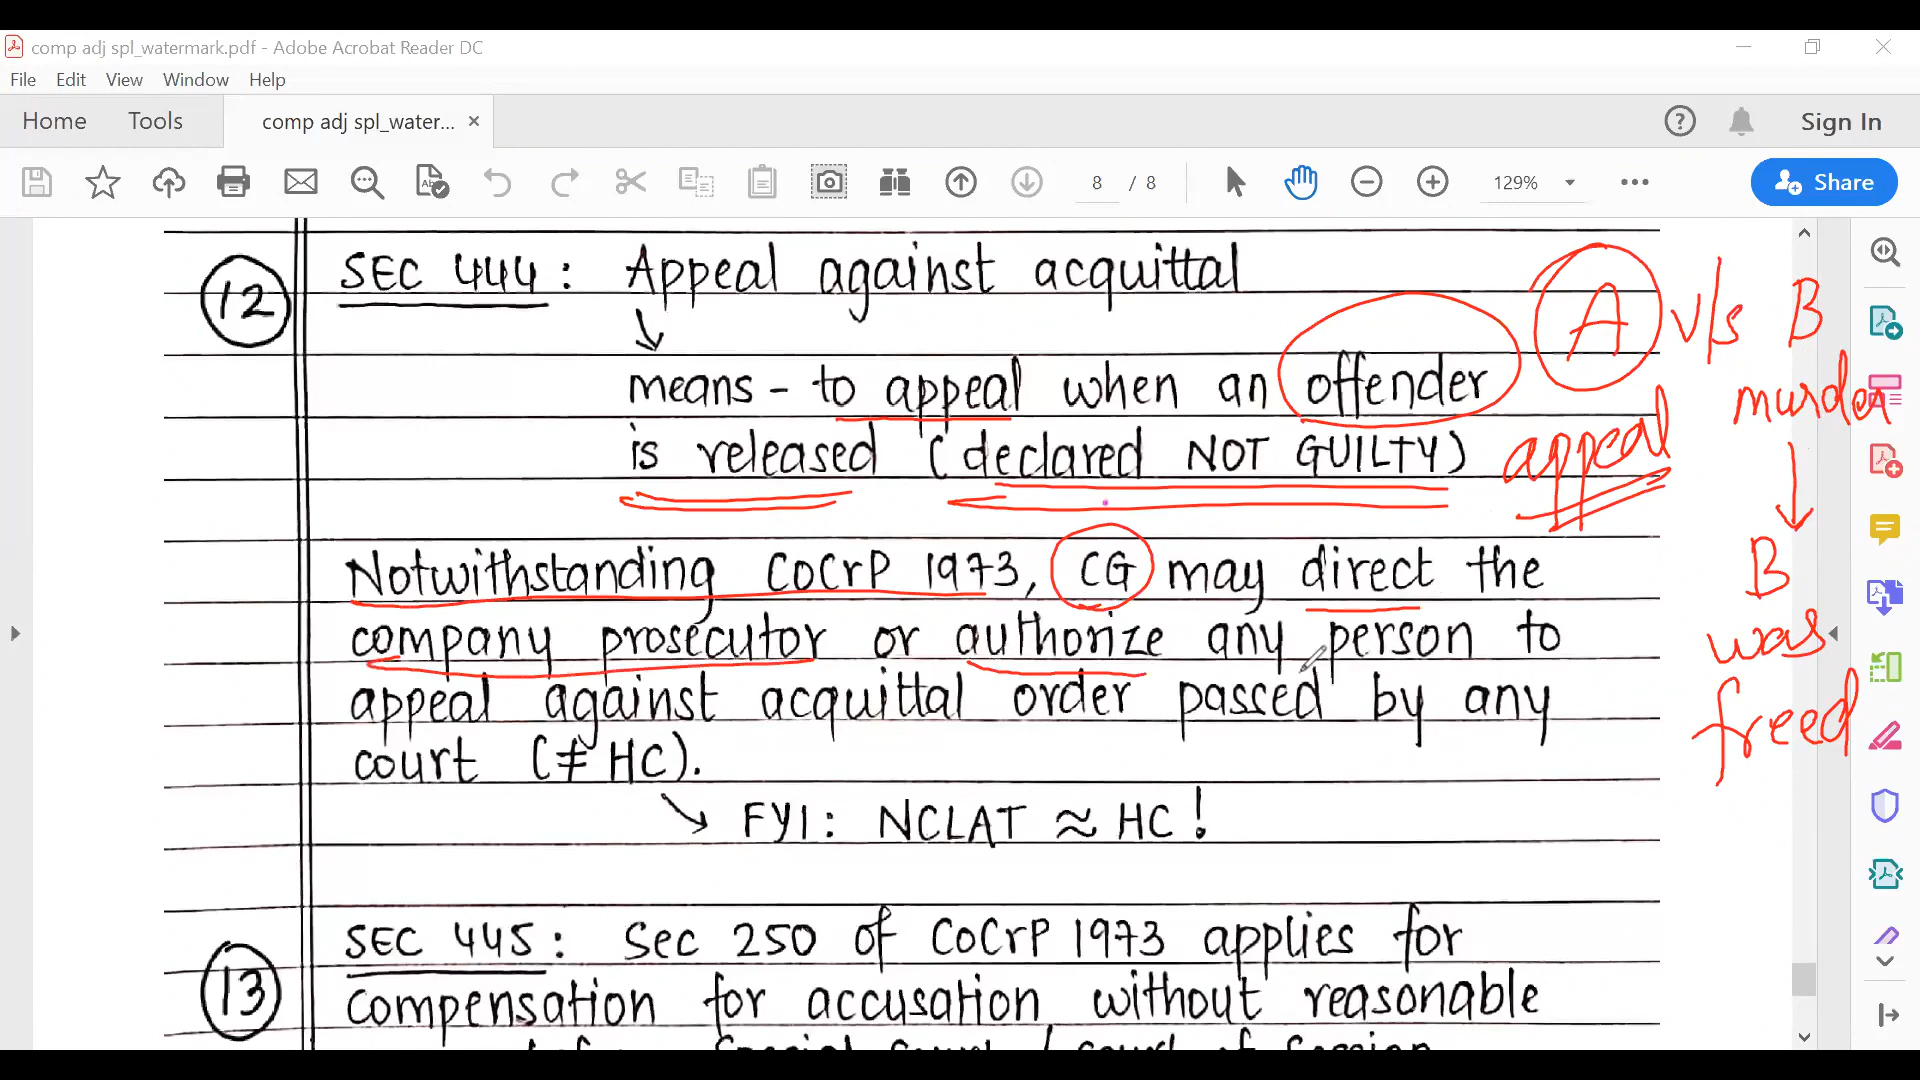 comp adj spl_watermark.pdf - Adobe Acrobat Reader DC
File Edit View Window Help
Home Tools comp adj spl_water... × Sign In
8 / 8 129% Share
12 SEC 444 : Appeal against acquittal
means - to appeal when an offender
is released (declared NOT GUILTY)
Notwithstanding CoCrP 1973, CG may direct the
company prosecutor or authorize any person to
appeal against acquittal order passed by any
court (≠ HC).
FYI : NCLAT ≈ HC !
13 SEC 445 : Sec 250 of CoCrP 1973 applies for
compensation for accusation without reasonable
A v/s B
murder
appeal
B
was
freed